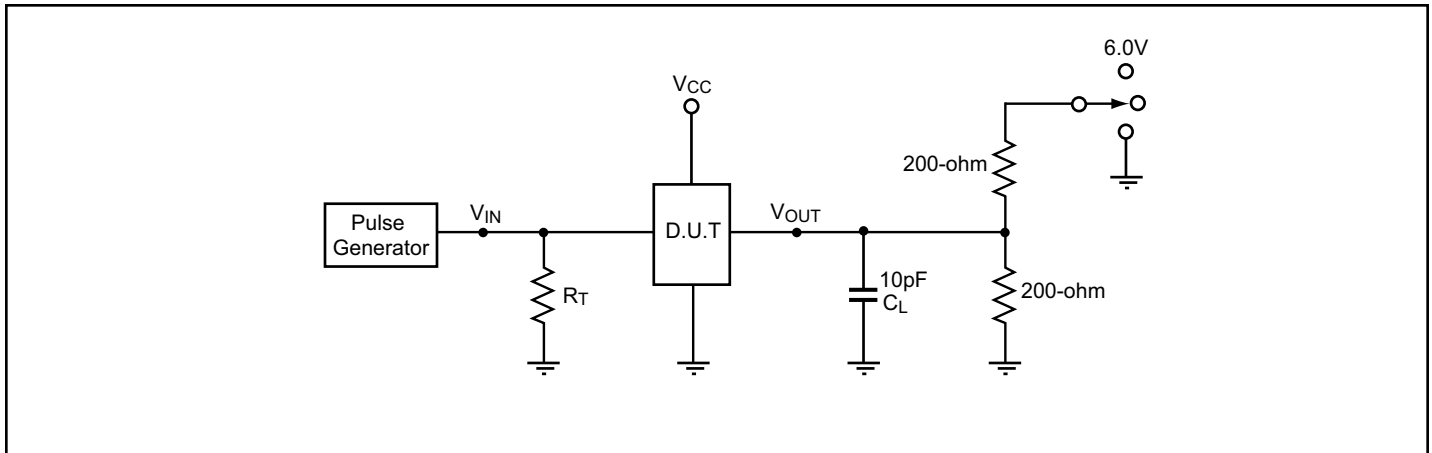 6.0V
VCC
200-ohm
Pulse
Generator
VIN
D.U.T
VOUT
RT
10pF
CL
200-ohm